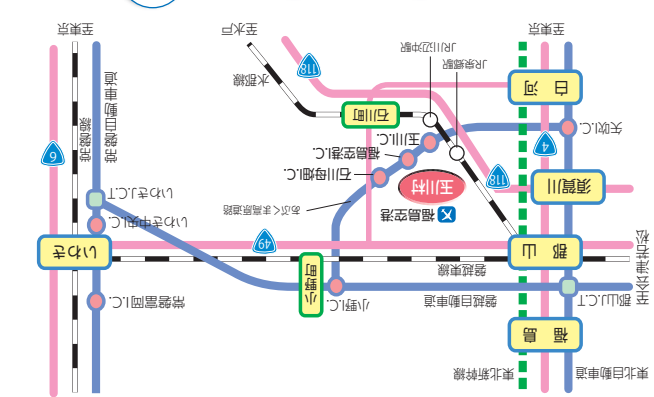 東北自動車道
東北新幹線
福島
郡山J.C.T
磐越自動車道
小野I.C.
小野町
常磐富岡I.C.
至会津若松
磐越東線
郡山
49
いわき
福島空港
いわき中央I.C.
あぶくま高原道路
いわきJ.C.T
須賀川
118
玉川村
石川母畑I.C.
福島空港I.C.
玉川I.C.
4
6
矢吹I.C.
石川町
常磐線
常磐自動車道
白河
JR泉郷駅
JR川辺沖駅
118
水郡線
至東京
至水戸
至東京